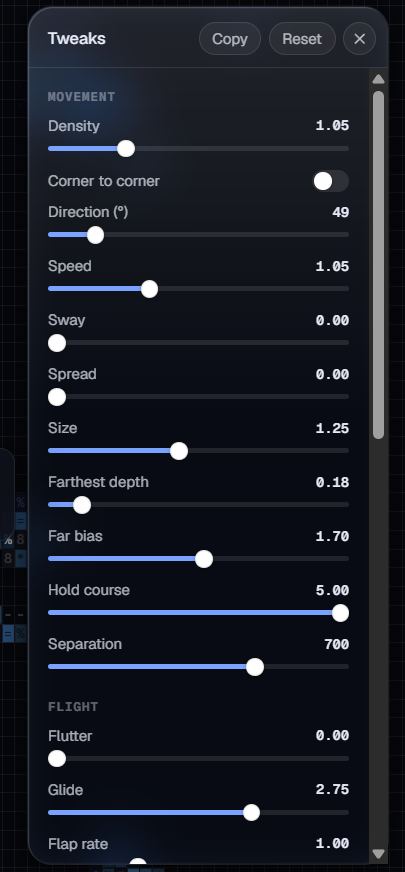 Tweaks Copy Reset
MOVEMENT
Density 1.05
Corner to corner
Direction (°) 49
Speed 1.05
Sway 0.00
Spread 0.00
Size 1.25
Farthest depth 0.18
Far bias 1.70
Hold course 5.00
Separation 700
FLIGHT
Flutter 0.00
Glide 2.75
Flap rate 1.00